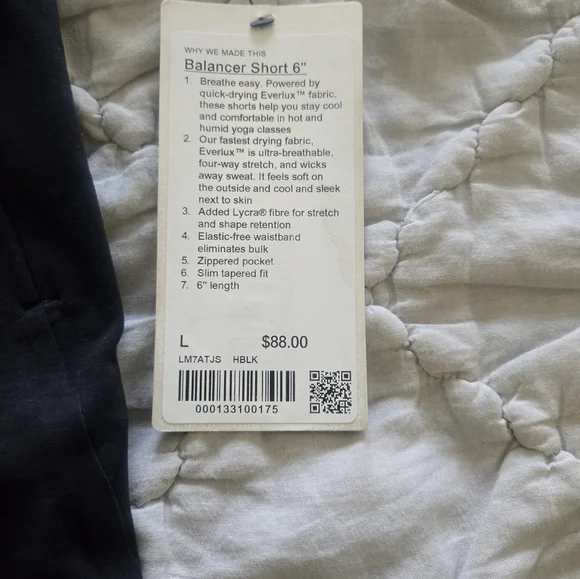 WHY WE MADE THIS
Balancer Short 6"
1. Breathe easy. Powered by
quick-drying Everlux™ fabric,
these shorts help you stay cool
and comfortable in hot and
humid yoga classes
2. Our fastest drying fabric,
Everlux™ is ultra-breathable,
four-way stretch, and wicks
away sweat. It feels soft on
the outside and cool and sleek
next to skin
3. Added Lycra® fibre for stretch
and shape retention
4. Elastic-free waistband
eliminates bulk
5. Zippered pocket
6. Slim tapered fit
7. 6" length
L $88.00
LM7ATJS HBLK
000133100175